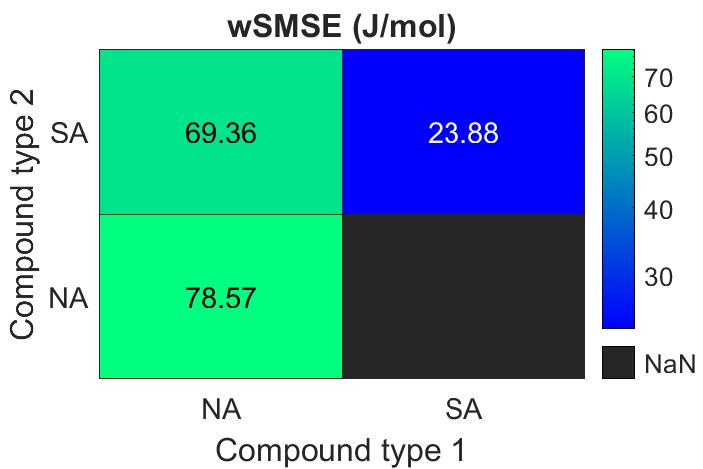 wSMSE (J/mol)
Compound type 2
SA
69.36
23.88
NA
78.57
NA
SA
Compound type 1
70
60
50
40
30
NaN